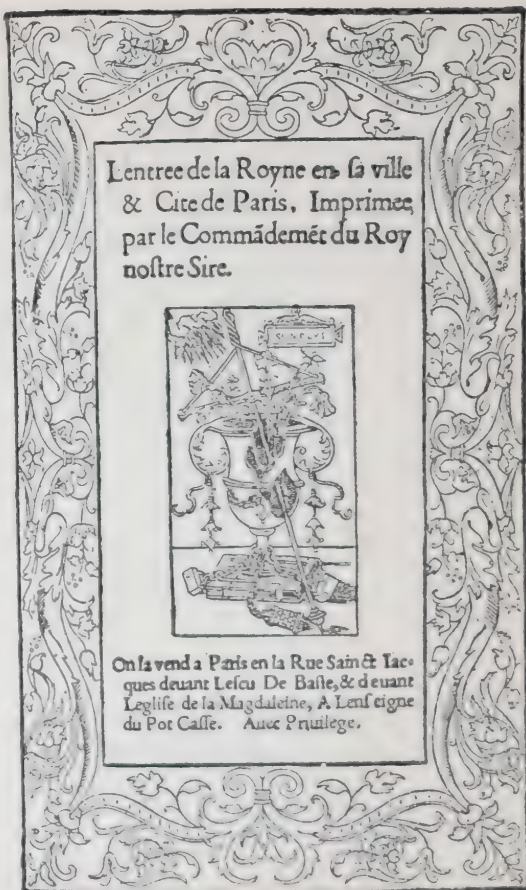 Lentree de la Royne en sa ville
& Cite de Paris, Imprimee,
par le Commãdemẽt du Roy
noſtre Sire.
On la vend a Paris en la Rue Sainct Iac-
ques deuant Leſcu De Baſle, & deuant
Legliſe de la Magdaleine, A Lenſeigne
du Pot Caſſe. Auec Priuilege.